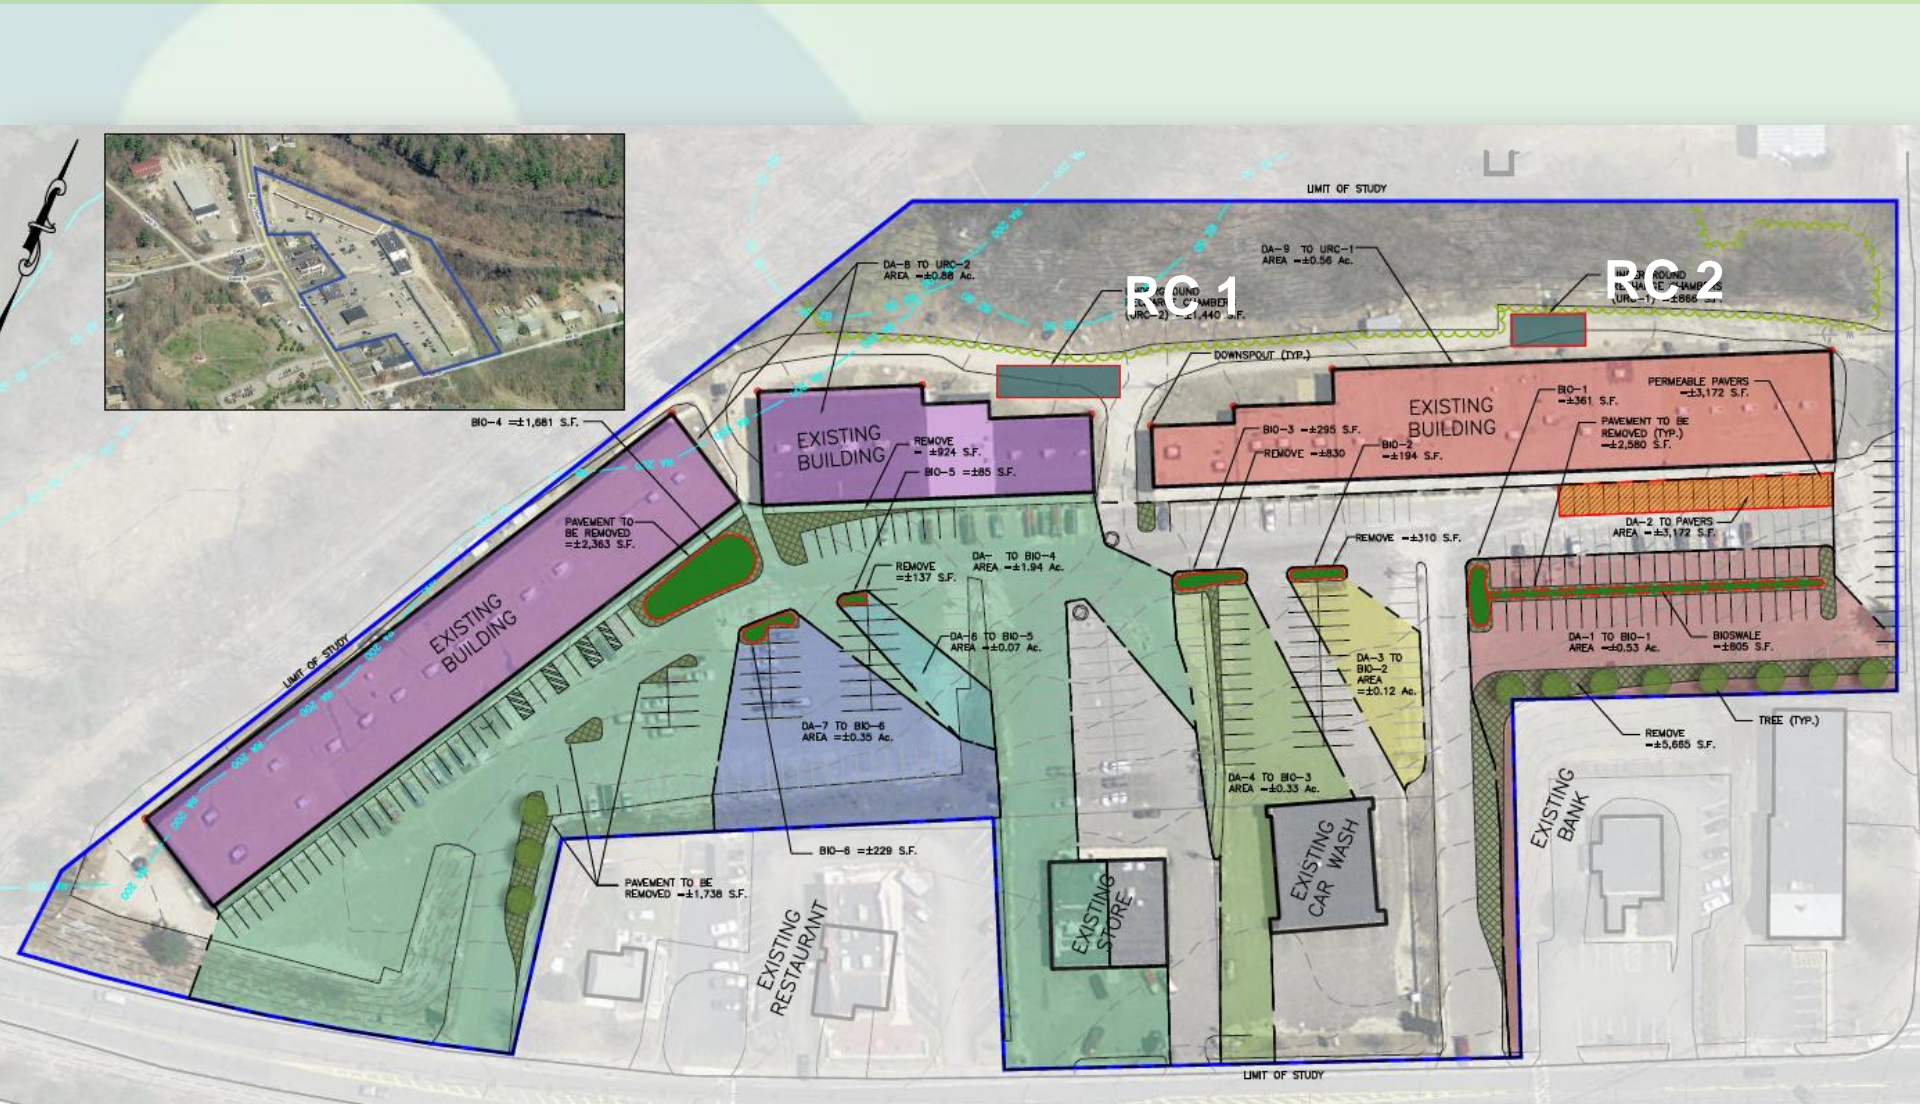 LIMIT OF STUDY
DA-8 TO URC-2
AREA =±0.88 Ac.
RC 1
(URC-2) =±1,440 S.F.
DA-9 TO URC-1
AREA =±0.56 Ac.
RC 2
DOWNSPOUT (TYP.)
EXISTING
BUILDING
REMOVE
= ±924 S.F.
BIO-5 =±85 S.F.
BIO-4 =±1,681 S.F.
BIO-3 =±295 S.F.
REMOVE =±830
EXISTING
BUILDING
BIO-2
=±194 S.F.
BIO-1
=±361 S.F.
PERMEABLE PAVERS
=±3,172 S.F.
PAVEMENT TO BE
REMOVED (TYP.)
=±2,580 S.F.
PAVEMENT TO
BE REMOVED
=±2,363 S.F.
DA-2 TO PAVERS
AREA =±3,172 S.F.
REMOVE =±310 S.F.
DA- TO BIO-4
AREA =±1.94 Ac.
REMOVE
=±137 S.F.
EXISTING
BUILDING
LIMIT OF STUDY
DA-6 TO BIO-5
AREA =±0.07 Ac.
DA-3 TO
BIO-2
AREA
=±0.12 Ac.
DA-1 TO BIO-1
AREA =±0.53 Ac.
BIOSWALE
=±805 S.F.
DA-7 TO BIO-6
AREA =±0.35 Ac.
TREE (TYP.)
REMOVE
=±5,665 S.F.
DA-4 TO BIO-3
AREA =±0.33 Ac.
BIO-6 =±229 S.F.
PAVEMENT TO BE
REMOVED =±1,738 S.F.
EXISTING
RESTAURANT
EXISTING
STORE
EXISTING
CAR WASH
EXISTING
BANK
LIMIT OF STUDY
RA 200